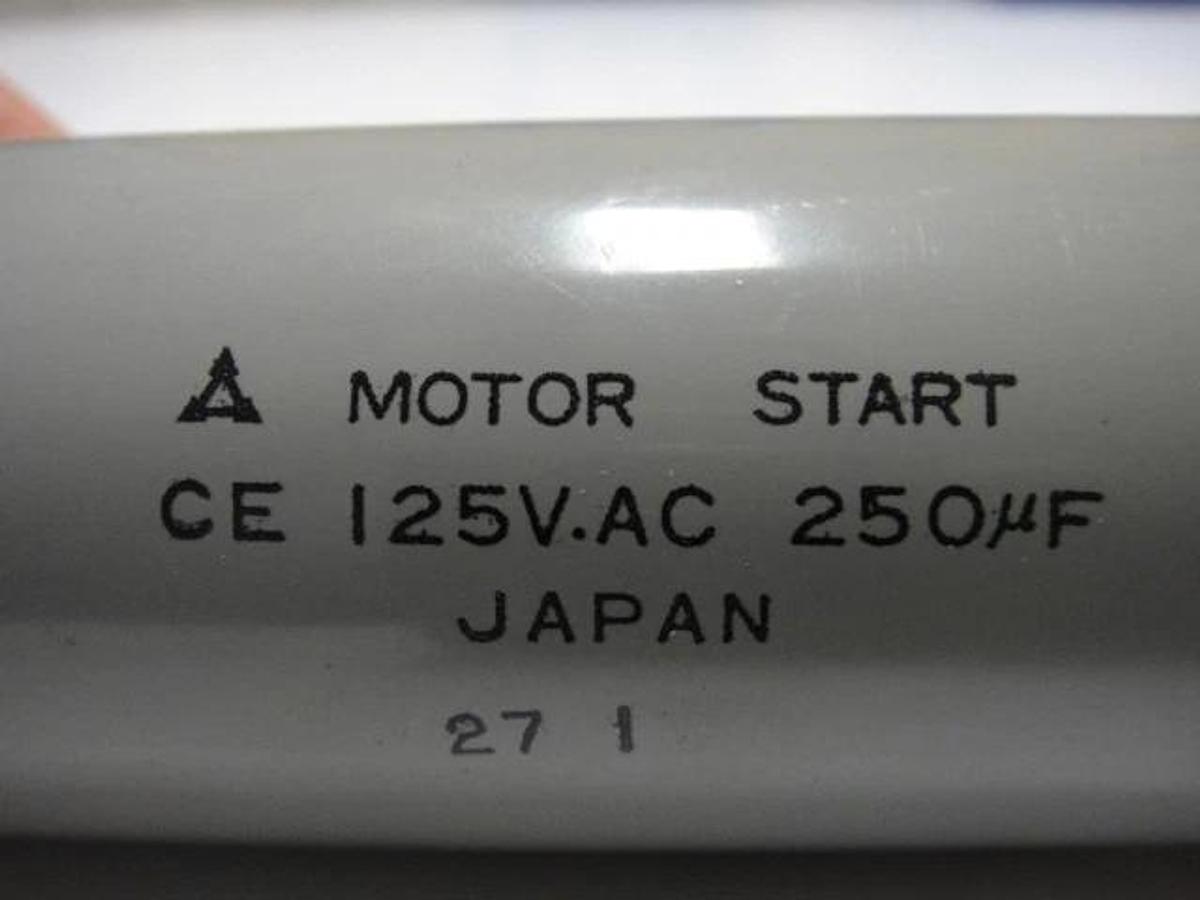 MOTOR START
CE 125V.AC 250μF
JAPAN
27 1